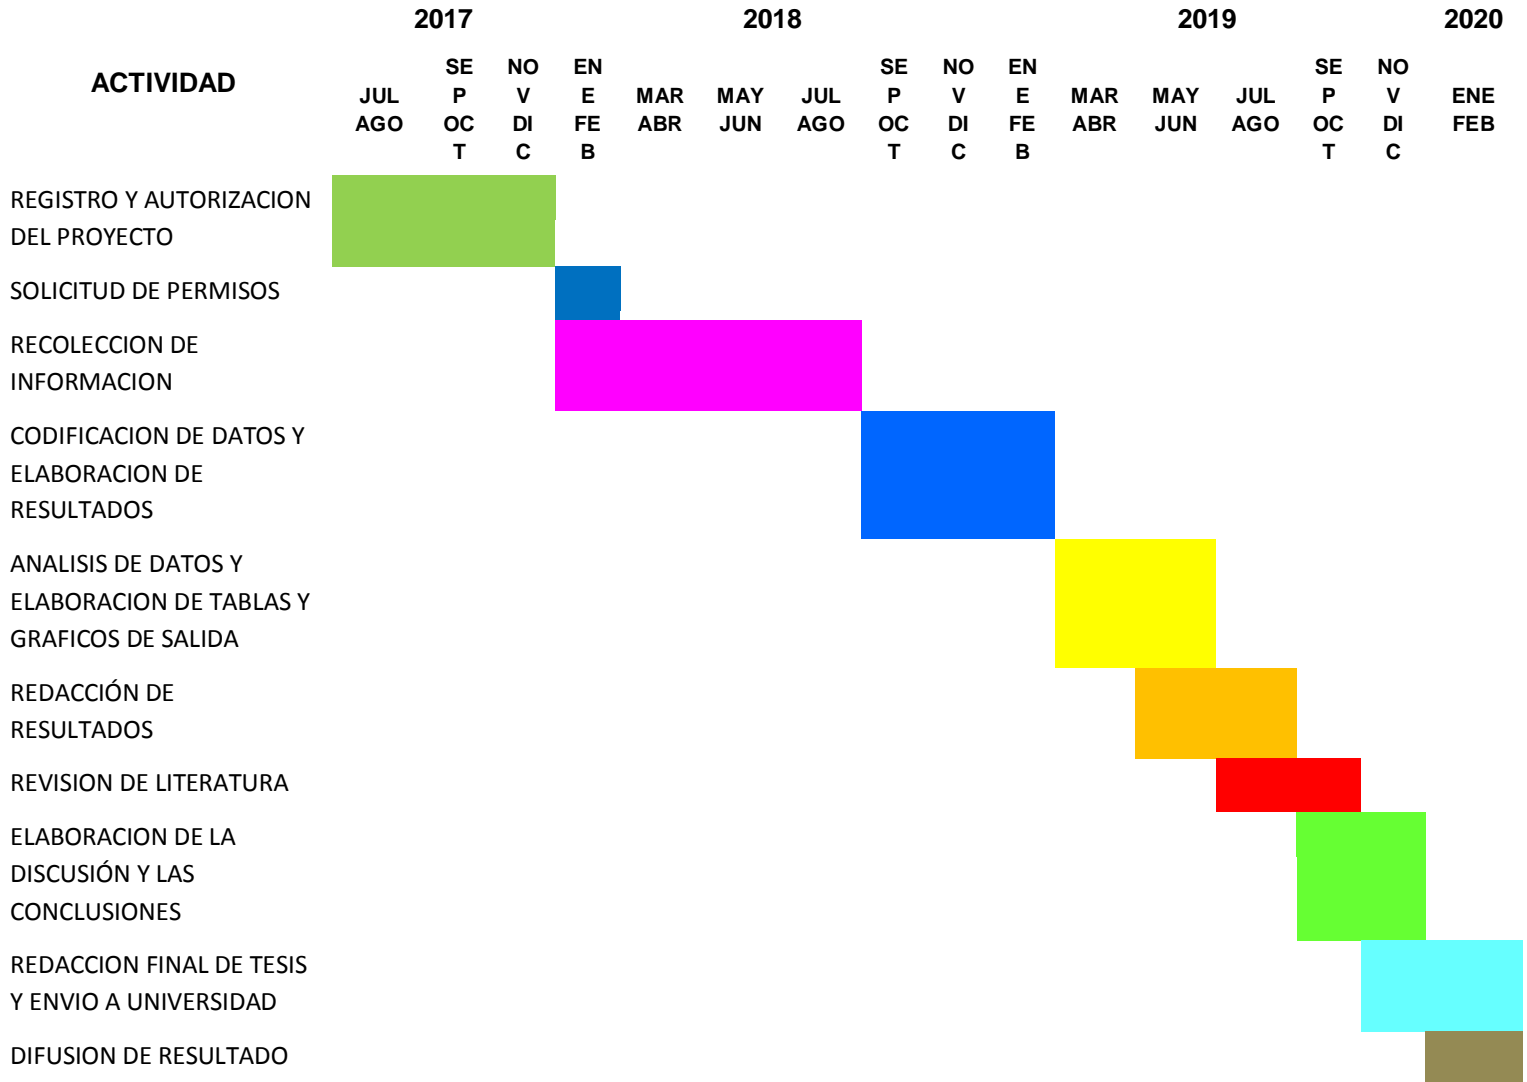 2017 2018 2019 2020
ACTIVIDAD
JUL
AGO
SE
P
OC
T
NO
V
DI
C
EN
E
FE
B
MAR
ABR
MAY
JUN
JUL
AGO
SE
P
OC
T
NO
V
DI
C
EN
E
FE
B
MAR
ABR
MAY
JUN
JUL
AGO
SE
P
OC
T
NO
V
DI
C
ENE
FEB
REGISTRO Y AUTORIZACION
DEL PROYECTO
SOLICITUD DE PERMISOS
RECOLECCION DE
INFORMACION
CODIFICACION DE DATOS Y
ELABORACION DE
RESULTADOS
ANALISIS DE DATOS Y
ELABORACION DE TABLAS Y
GRAFICOS DE SALIDA
REDACCIÓN DE
RESULTADOS
REVISION DE LITERATURA
ELABORACION DE LA
DISCUSIÓN Y LAS
CONCLUSIONES
REDACCION FINAL DE TESIS
Y ENVIO A UNIVERSIDAD
DIFUSION DE RESULTADO